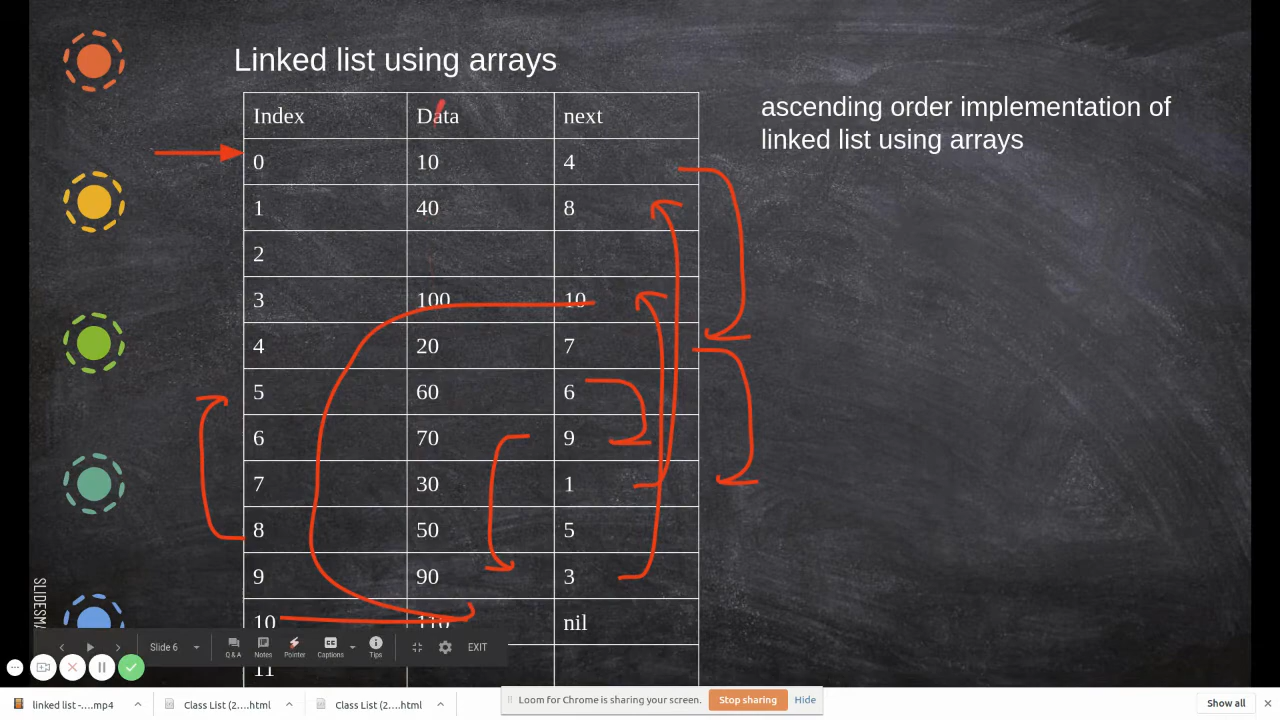 Linked list using arrays
ascending order implementation of
linked list using arrays
Index Data next
0 10 4
1 40 8
2
3 100 10
4 20 7
5 60 6
6 70 9
7 30 1
8 50 5
9 90 3
10 110 nil
11
Slide 6
Q & A Notes Pointer Captions Tips
EXIT
Loom for Chrome is sharing your screen. Stop sharing Hide
linked list -....mp4 Class List (2....html Class List (2....html Show all